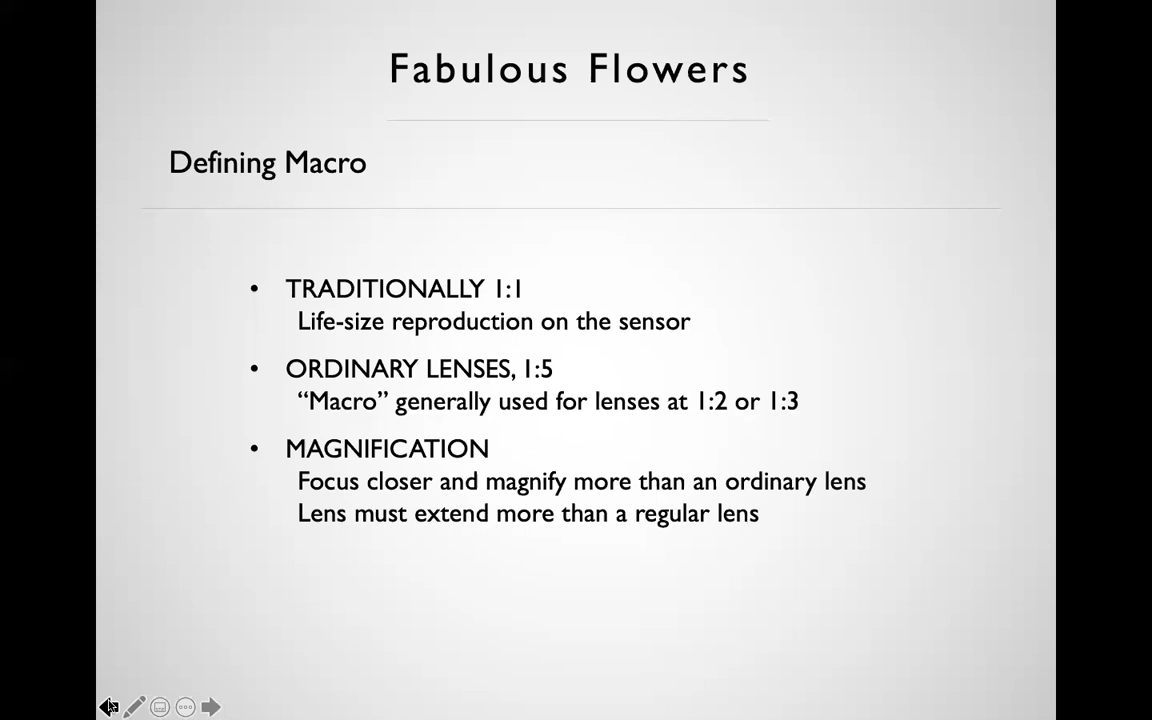 Fabulous Flowers
Defining Macro
• TRADITIONALLY 1:1
Life-size reproduction on the sensor
• ORDINARY LENSES, 1:5
“Macro” generally used for lenses at 1:2 or 1:3
• MAGNIFICATION
Focus closer and magnify more than an ordinary lens
Lens must extend more than a regular lens